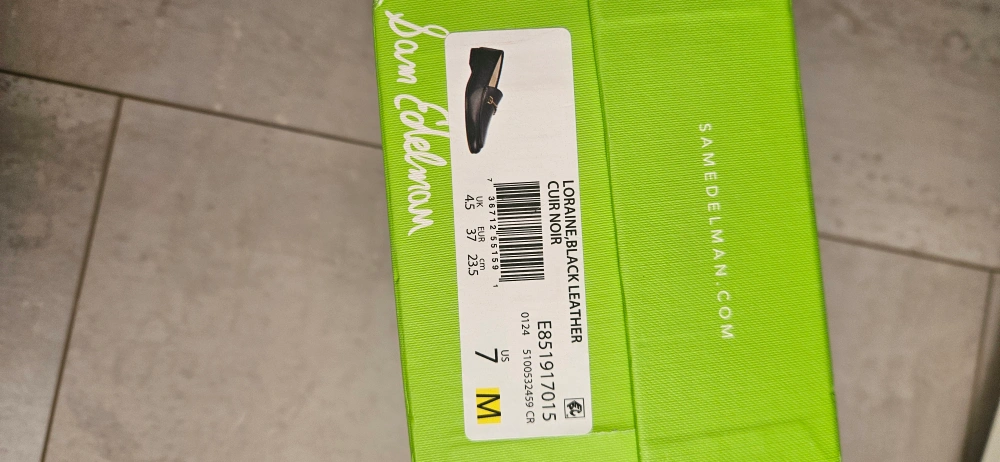 Sam Edelman
LORAINE,BLACK LEATHER
CUIR NOIR
E851917015
0124 5100532459 CR
7 36712 55159 1
UK EUR cm
4.5 37 23.5
US
7 M
SAMEDELMAN.COM